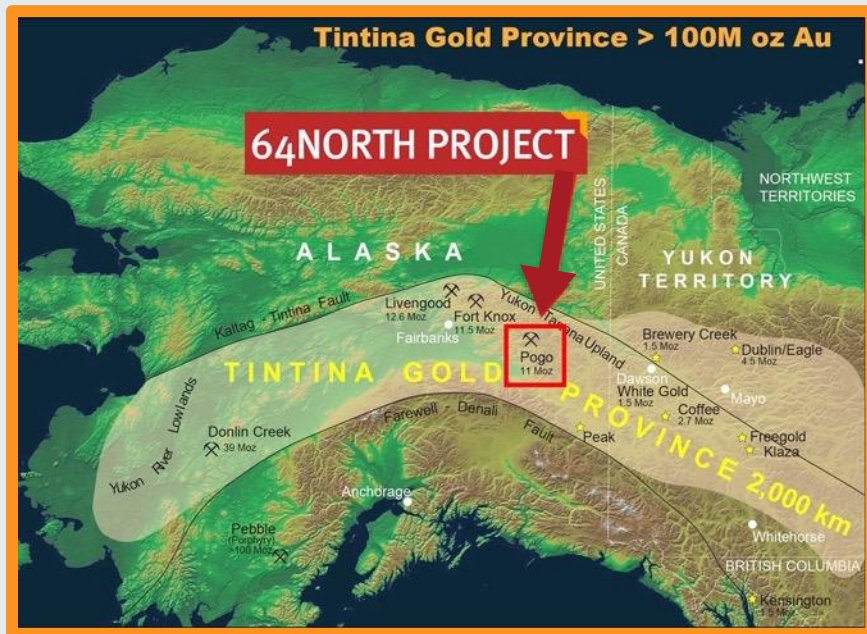 Tintina Gold Province > 100M oz Au
64NORTH PROJECT
NORTHWEST
TERRITORIES
UNITED STATES
CANADA
ALASKA
YUKON
TERRITORY
Kaltag - Tintina Fault
Livengood
12.6 Moz
Fort Knox
11.5 Moz
Fairbanks
Yukon - Tanana Upland
Pogo
11 Moz
Brewery Creek
1.5 Moz
Dublin/Eagle
4.5 Moz
Dawson
White Gold
1.5 Moz
Mayo
Coffee
2.7 Moz
TINTINA GOLD PROVINCE 2,000 km
Yukon River Lowlands
Donlin Creek
39 Moz
Farewell - Denali Fault
Peak
Freegold
Klaza
Anchorage
Pebble
(Porphyry)
>100 Moz
Whitehorse
BRITISH COLUMBIA
Kensington
1.5 Moz